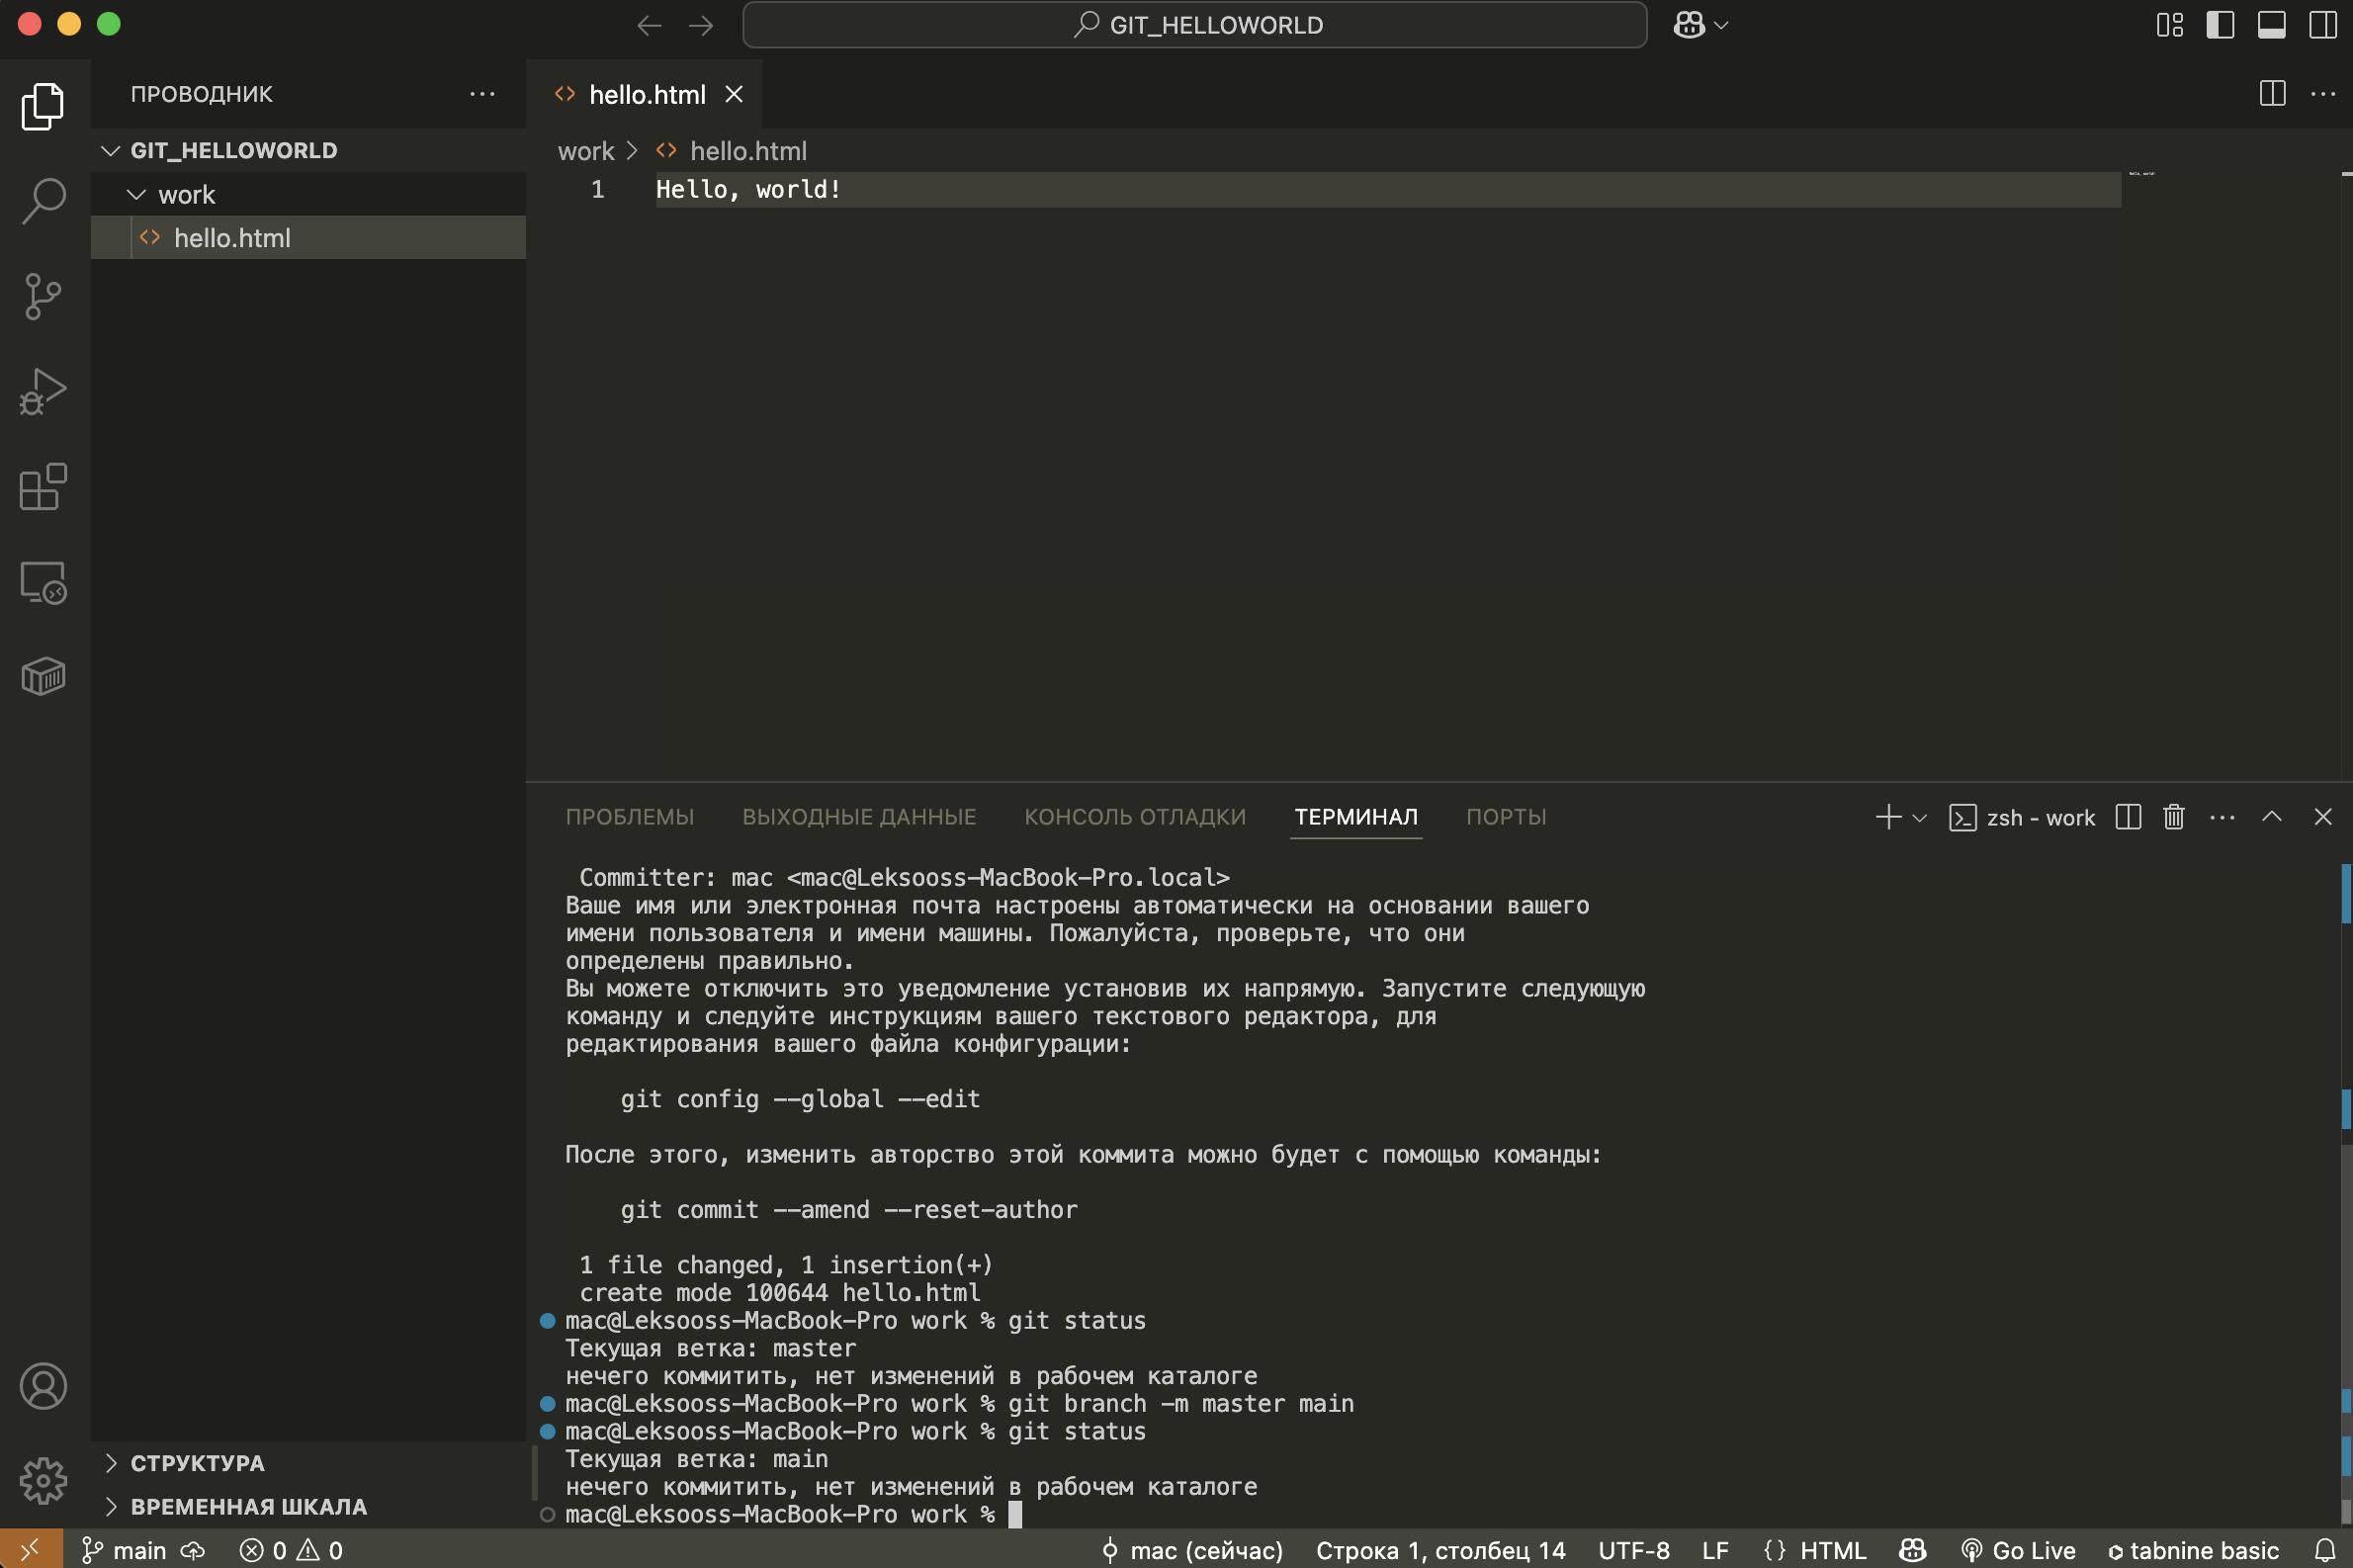 GIT_HELLOWORLD
ПРОВОДНИК
GIT_HELLOWORLD
work
hello.html
СТРУКТУРА
ВРЕМЕННАЯ ШКАЛА
hello.html
work > hello.html
1 Hello, world!
ПРОБЛЕМЫ ВЫХОДНЫЕ ДАННЫЕ КОНСОЛЬ ОТЛАДКИ ТЕРМИНАЛ ПОРТЫ zsh - work
Committer: mac <mac@Leksooss-MacBook-Pro.local>
Ваше имя или электронная почта настроены автоматически на основании вашего
имени пользователя и имени машины. Пожалуйста, проверьте, что они
определены правильно.
Вы можете отключить это уведомление установив их напрямую. Запустите следующую
команду и следуйте инструкциям вашего текстового редактора, для
редактирования вашего файла конфигурации:
git config --global --edit
После этого, изменить авторство этой коммита можно будет с помощью команды:
git commit --amend --reset-author
1 file changed, 1 insertion(+)
create mode 100644 hello.html
mac@Leksooss-MacBook-Pro work % git status
Текущая ветка: master
нечего коммитить, нет изменений в рабочем каталоге
mac@Leksooss-MacBook-Pro work % git branch -m master main
mac@Leksooss-MacBook-Pro work % git status
Текущая ветка: main
нечего коммитить, нет изменений в рабочем каталоге
mac@Leksooss-MacBook-Pro work %
main 0 0 mac (сейчас) Строка 1, столбец 14 UTF-8 LF {} HTML Go Live tabnine basic